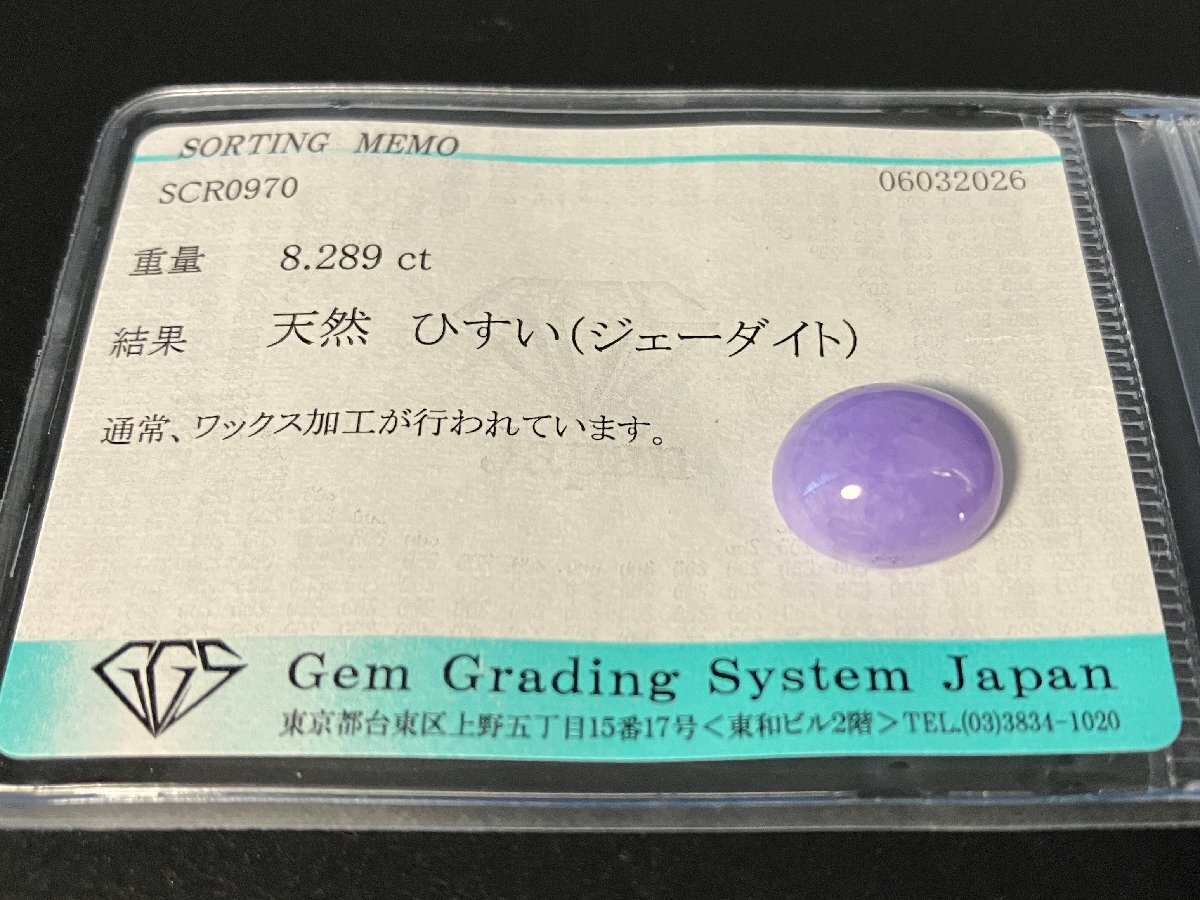 SORTING MEMO
SCR0970 06032026
重量 8.289 ct
結果 天然 ひすい(ジェーダイト)
通常、ワックス加工が行われています。
GGS Gem Grading System Japan
東京都台東区上野五丁目15番17号<東和ビル2階>TEL.(03)3834-1020